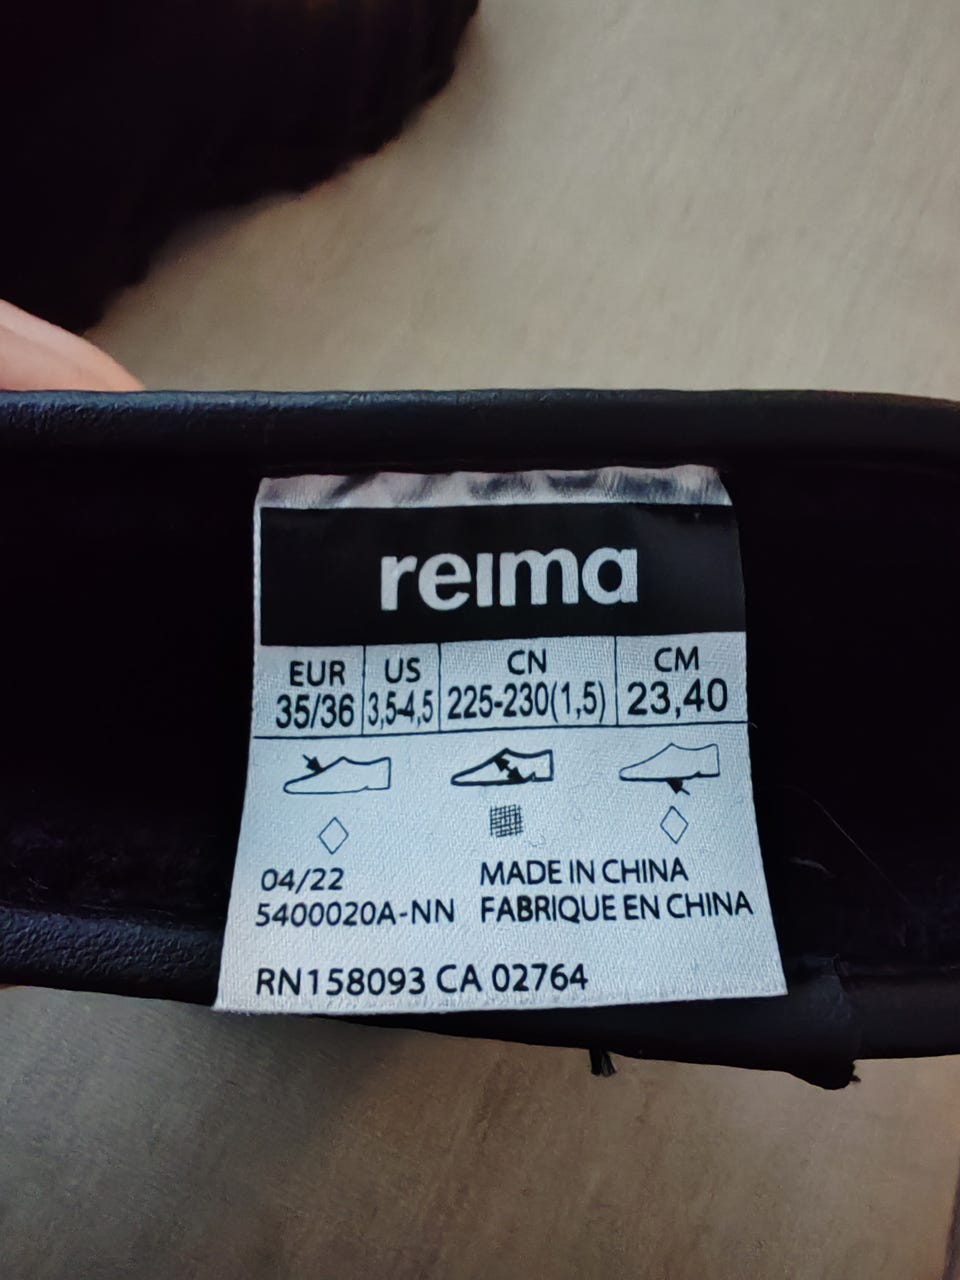 reima
EUR US CN CM
35/36 3,5-4,5 225-230(1,5) 23,40
04/22 MADE IN CHINA
5400020A-NN FABRIQUE EN CHINA
RN158093 CA 02764